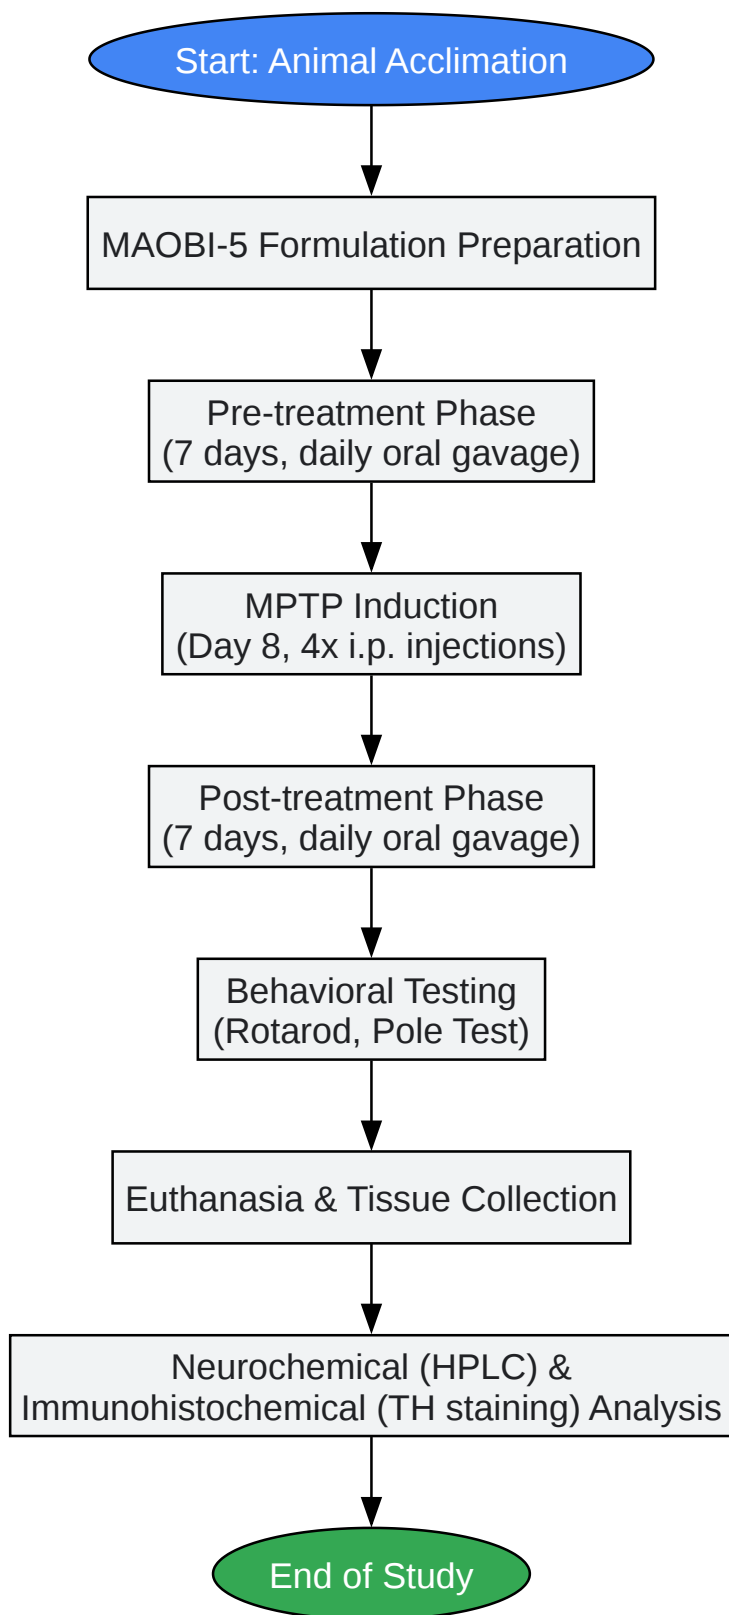 Start: Animal Acclimation
MAOBI-5 Formulation Preparation
Pre-treatment Phase
(7 days, daily oral gavage)
MPTP Induction
(Day 8, 4x i.p. injections)
Post-treatment Phase
(7 days, daily oral gavage)
Behavioral Testing
(Rotarod, Pole Test)
Euthanasia & Tissue Collection
Neurochemical (HPLC) &
Immunohistochemical (TH staining) Analysis
End of Study